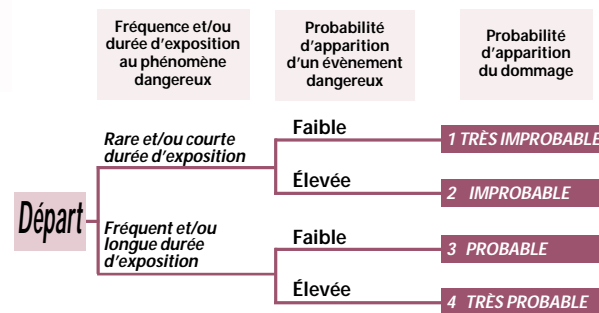 Fréquence et/ou
durée d'exposition
au phénomène
dangereux
Probabilité
d'apparition
d'un évènement
dangereux
Probabilité
d'apparition
du dommage
Départ
Rare et/ou courte
durée d'exposition
Faible
1 TRÈS IMPROBABLE
Élevée
2 IMPROBABLE
Fréquent et/ou
longue durée
d'exposition
Faible
3 PROBABLE
Élevée
4 TRÈS PROBABLE